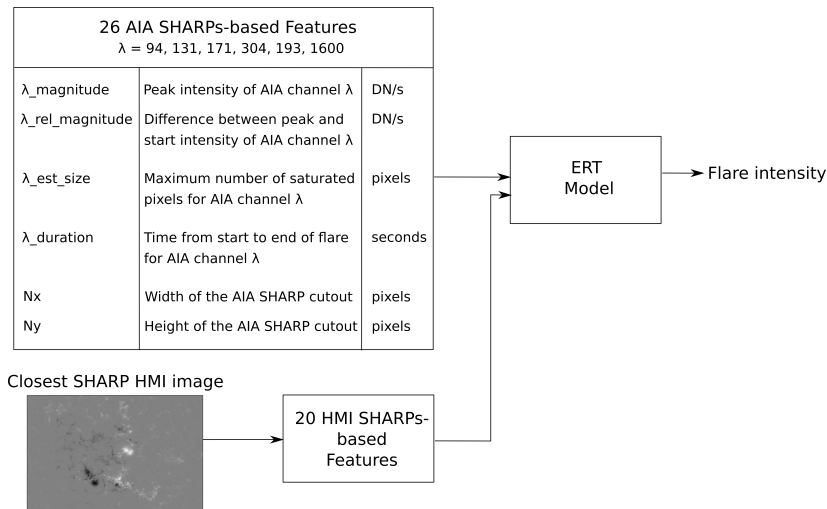 26 AIA SHARPs-based Features
λ = 94, 131, 171, 304, 193, 1600
λ_magnitude Peak intensity of AIA channel λ DN/s
λ_rel_magnitude Difference between peak and DN/s
start intensity of AIA channel λ
λ_est_size Maximum number of saturated pixels
pixels for AIA channel λ
λ_duration Time from start to end of flare seconds
for AIA channel λ
Nx Width of the AIA SHARP cutout pixels
Ny Height of the AIA SHARP cutout pixels
ERT
Model
Flare intensity
Closest SHARP HMI image
20 HMI SHARPs-
based
Features